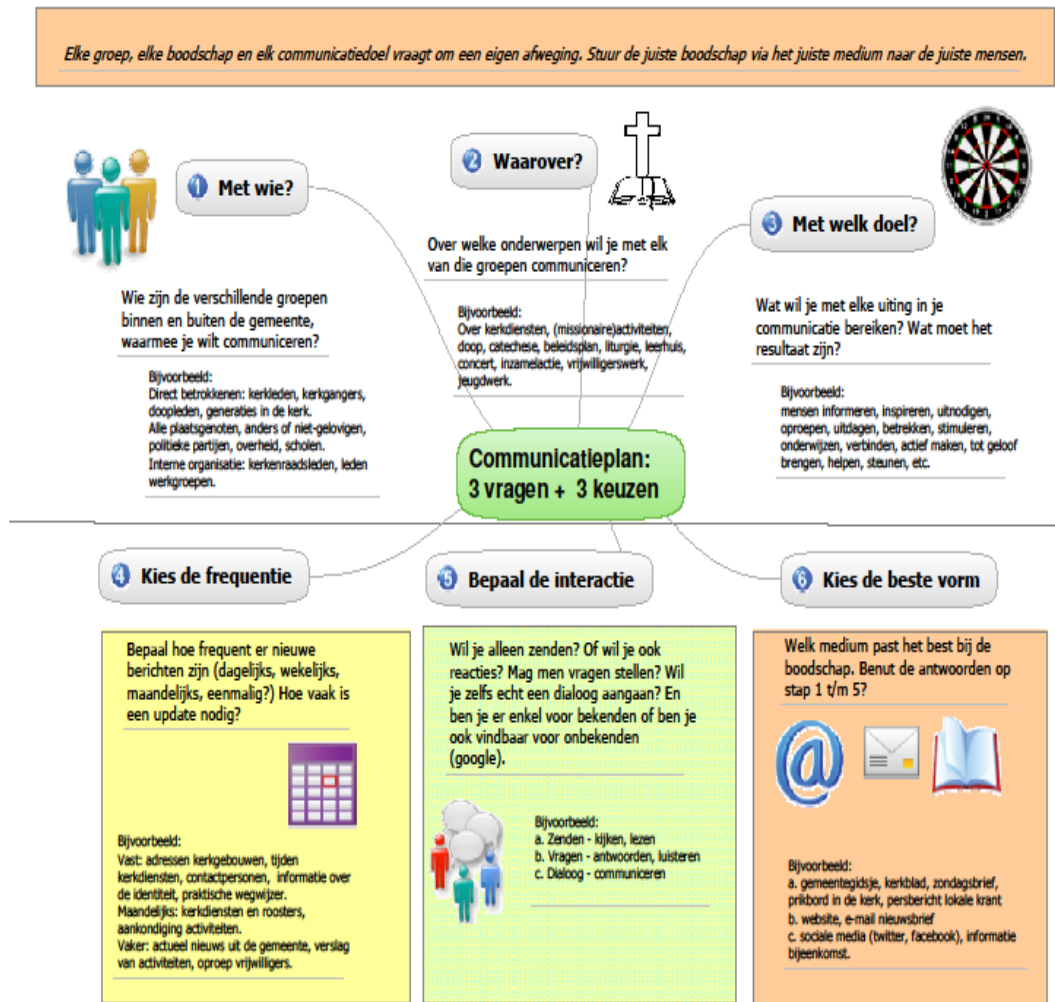 Elke groep, elke boodschap en elk communicatiedoel vraagt om een eigen afweging. Stuur de juiste boodschap via het juiste medium naar de juiste mensen.
1 Met wie?
Wie zijn de verschillende groepen
binnen en buiten de gemeente,
waarmee je wilt communiceren?
Bijvoorbeeld:
Direct betrokkenen: kerkleden, kerkgangers,
doopleden, generaties in de kerk.
Alle plaatsgenoten, anders of niet-gelovigen,
politieke partijen, overheid, scholen.
Interne organisatie: kerkenraadsleden, leden
werkgroepen.
2 Waarover?
Over welke onderwerpen wil je met elk
van die groepen communiceren?
Bijvoorbeeld:
Over kerkdiensten, (missionaire)activiteiten,
doop, catechese, beleidsplan, liturgie, leerhuis,
concert, inzamelactie, vrijwilligerswerk,
jeugdwerk.
3 Met welk doel?
Wat wil je met elke uiting in je
communicatie bereiken? Wat moet het
resultaat zijn?
Bijvoorbeeld:
mensen informeren, inspireren, uitnodigen,
oproepen, uitdagen, betrekken, stimuleren,
onderwijzen, verbinden, actief maken, tot geloof
brengen, helpen, steunen, etc.
Communicatieplan:
3 vragen + 3 keuzen
4 Kies de frequentie
Bepaal hoe frequent er nieuwe
berichten zijn (dagelijks, wekelijks,
maandelijks, eenmalig?) Hoe vaak is
een update nodig?
Bijvoorbeeld:
Vast: adressen kerkgebouwen, tijden
kerkdiensten, contactpersonen, informatie over
de identiteit, praktische wegwijzer.
Maandelijks: kerkdiensten en roosters,
aankondiging activiteiten.
Vaker: actueel nieuws uit de gemeente, verslag
van activiteiten, oproep vrijwilligers.
5 Bepaal de interactie
Wil je alleen zenden? Of wil je ook
reacties? Mag men vragen stellen? Wil
je zelfs echt een dialoog aangaan? En
ben je er enkel voor bekenden of ben je
ook vindbaar voor onbekenden
(google).
Bijvoorbeeld:
a. Zenden - kijken, lezen
b. Vragen - antwoorden, luisteren
c. Dialoog - communiceren
6 Kies de beste vorm
Welk medium past het best bij de
boodschap. Benut de antwoorden op
stap 1 t/m 5?
@
Bijvoorbeeld:
a. gemeentegidsje, kerkblad, zondagsbrief,
prikbord in de kerk, persbericht lokale krant
b. website, e-mail nieuwsbrief
c. sociale media (twitter, facebook), informatie
bijeenkomst.